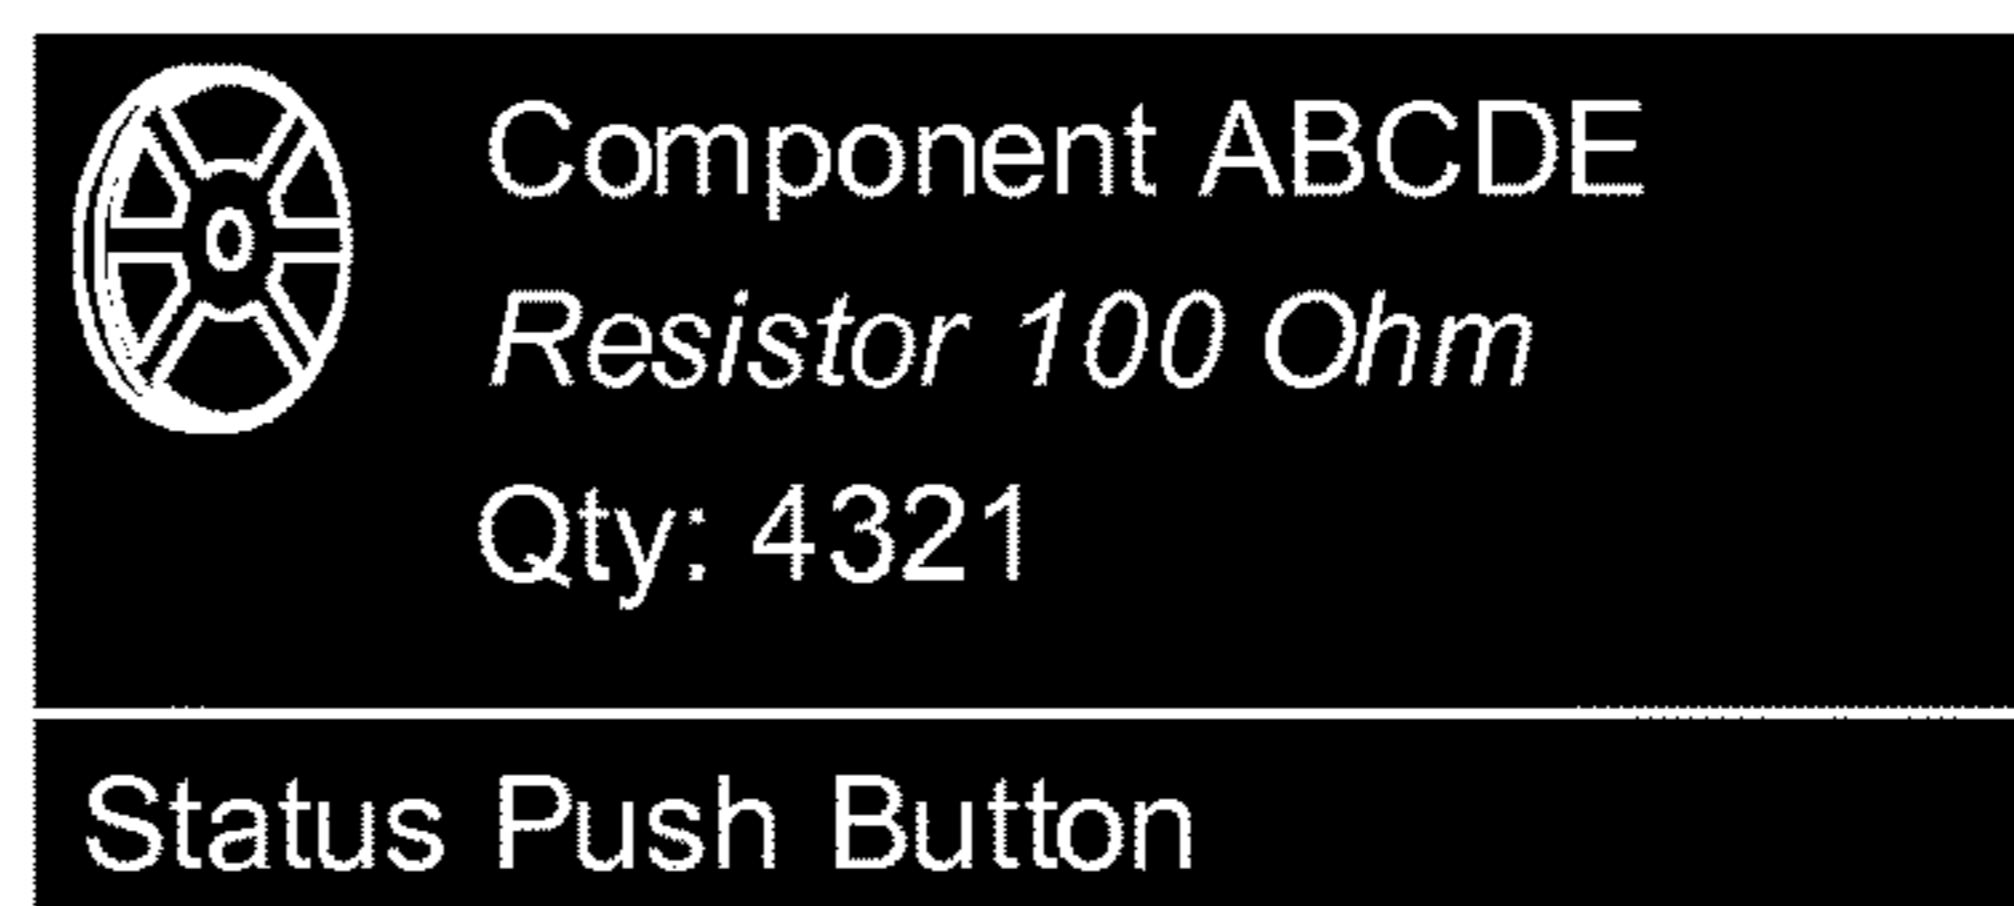 Component ABCDE
Resistor 100 Ohm
Qty: 4321
Status Push Button